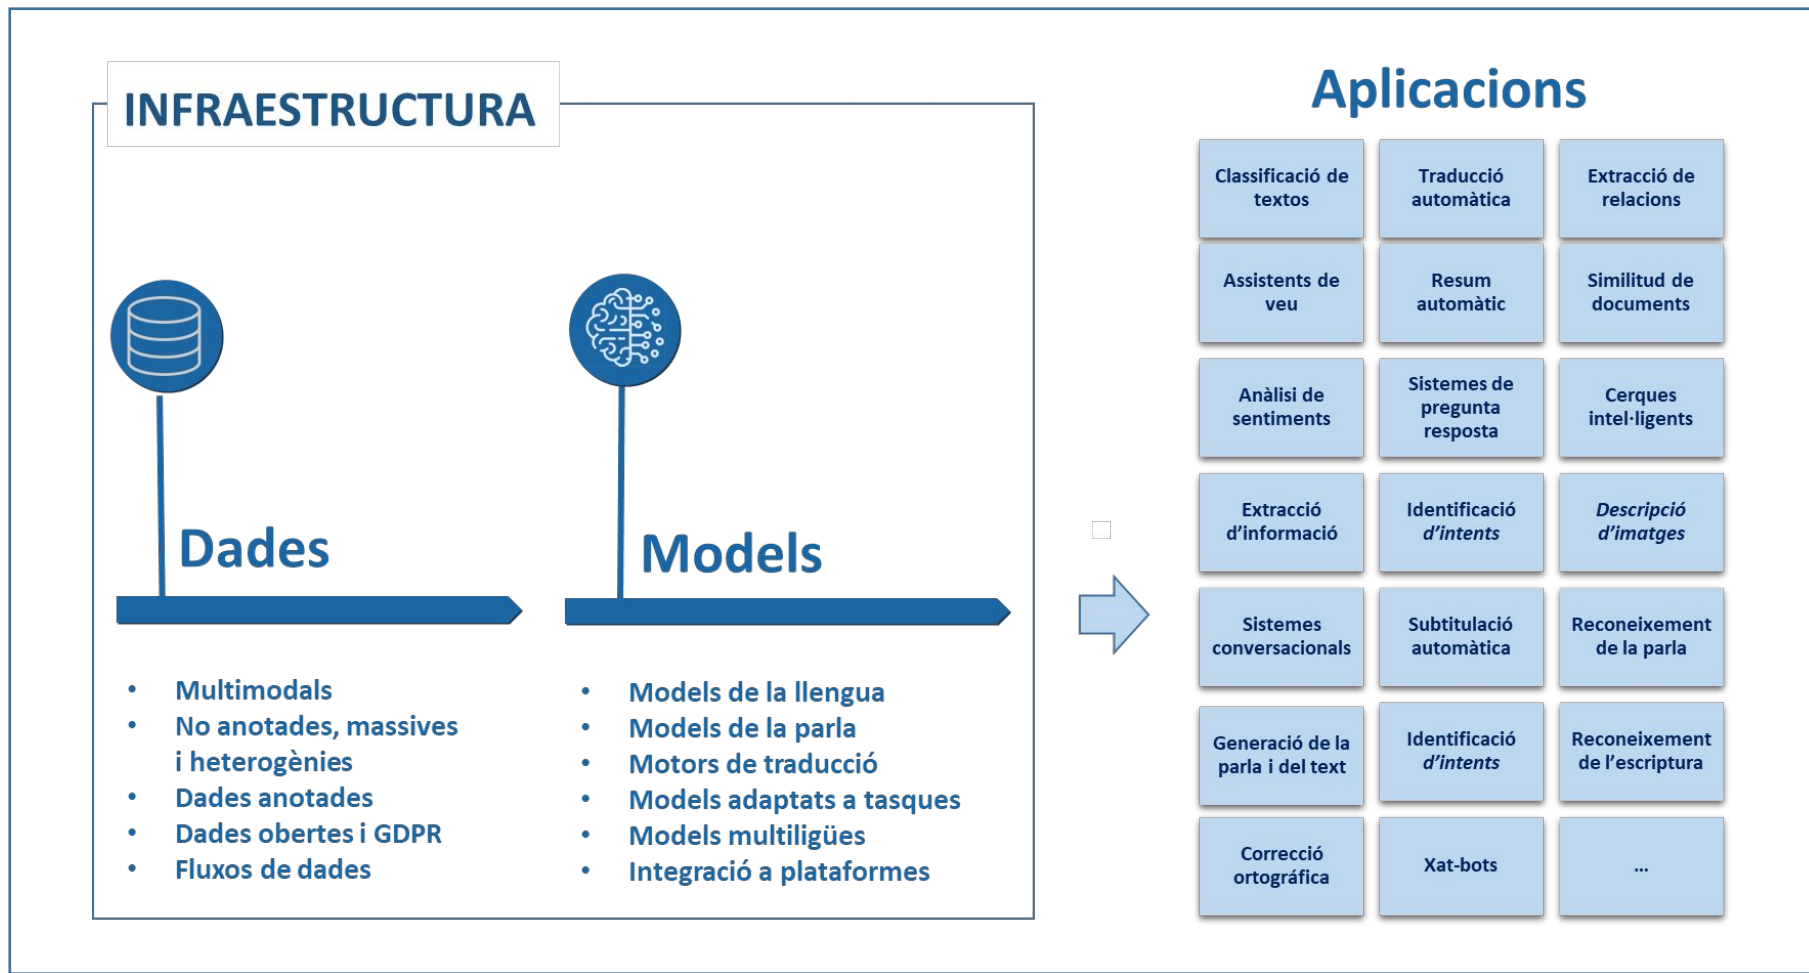 INFRAESTRUCTURA
Dades
• Multimodals
• No anotades, massives
i heterogènies
• Dades anotades
• Dades obertes i GDPR
• Fluxos de dades
Models
• Models de la llengua
• Models de la parla
• Motors de traducció
• Models adaptats a tasques
• Models multiligües
• Integració a plataformes
Aplicacions
Classificació de
textos
Traducció
automàtica
Extracció de
relacions
Assistents de
veu
Resum
automàtic
Similitud de
documents
Anàlisi de
sentiments
Sistemes de
pregunta
resposta
Cerques
intel·ligents
Extracció
d’informació
Identificació
d’intents
Descripció
d’imatges
Sistemes
conversacionals
Subtitulació
automàtica
Reconeixement
de la parla
Generació de la
parla i del text
Identificació
d’intents
Reconeixement
de l’escriptura
Correcció
ortográfica
Xat-bots
...